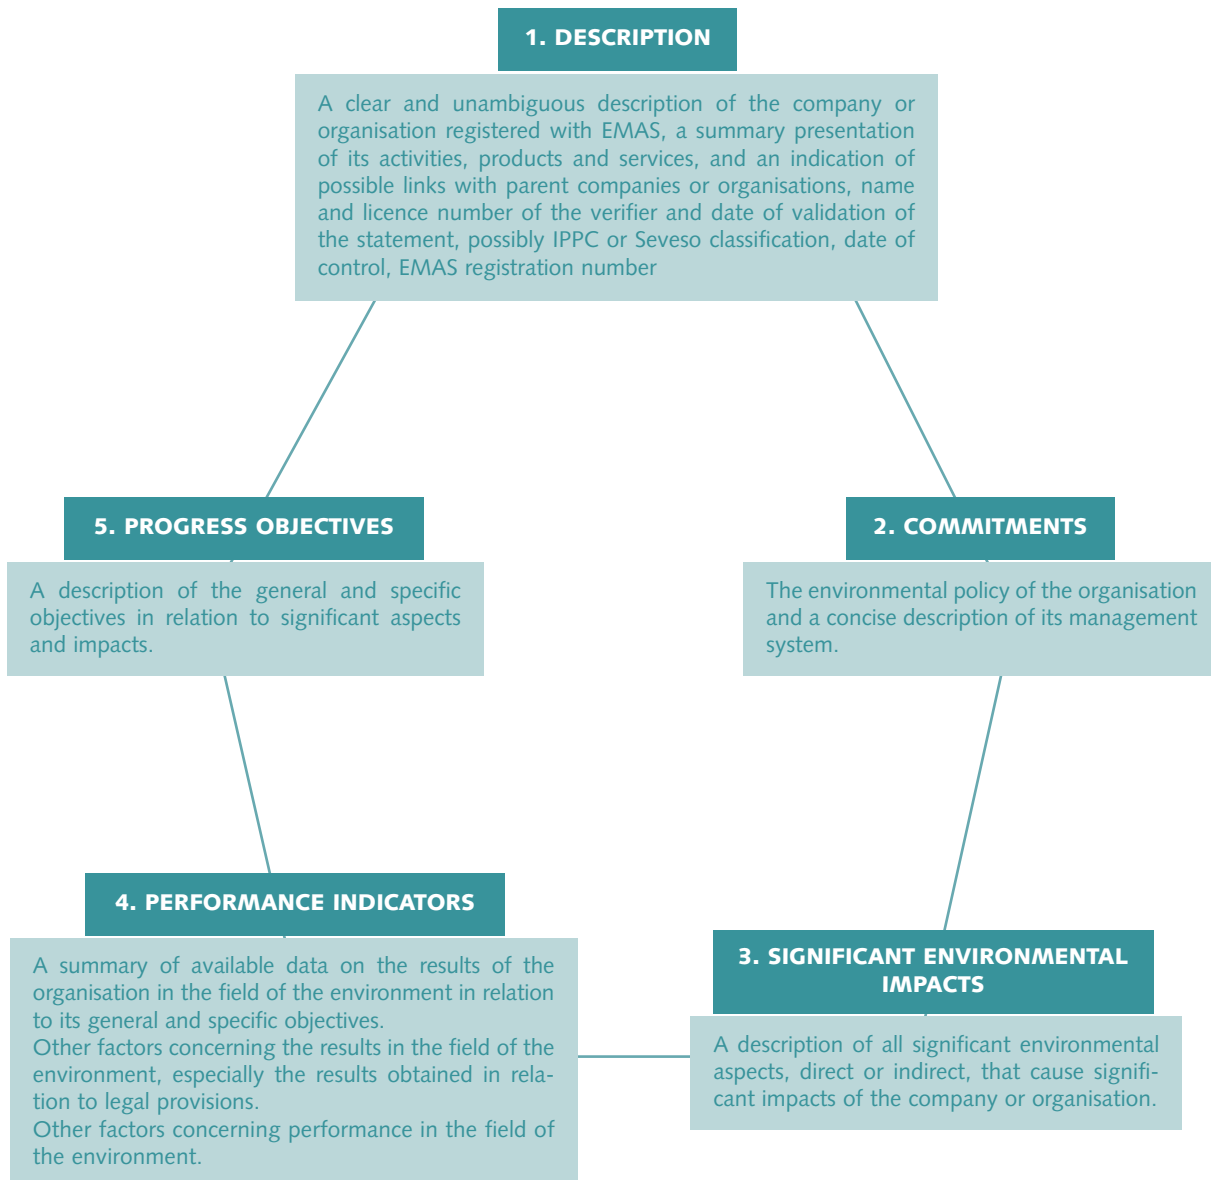 1. DESCRIPTION
A clear and unambiguous description of the company or
organisation registered with EMAS, a summary presentation
of its activities, products and services, and an indication of
possible links with parent companies or organisations, name
and licence number of the verifier and date of validation of
the statement, possibly IPPC or Seveso classification, date of
control, EMAS registration number
2. COMMITMENTS
The environmental policy of the organisation
and a concise description of its management
system.
3. SIGNIFICANT ENVIRONMENTAL
IMPACTS
A description of all significant environmental
aspects, direct or indirect, that cause signifi-
cant impacts of the company or organisation.
4. PERFORMANCE INDICATORS
A summary of available data on the results of the
organisation in the field of the environment in relation
to its general and specific objectives.
Other factors concerning the results in the field of the
environment, especially the results obtained in rela-
tion to legal provisions.
Other factors concerning performance in the field of
the environment.
5. PROGRESS OBJECTIVES
A description of the general and specific
objectives in relation to significant aspects
and impacts.